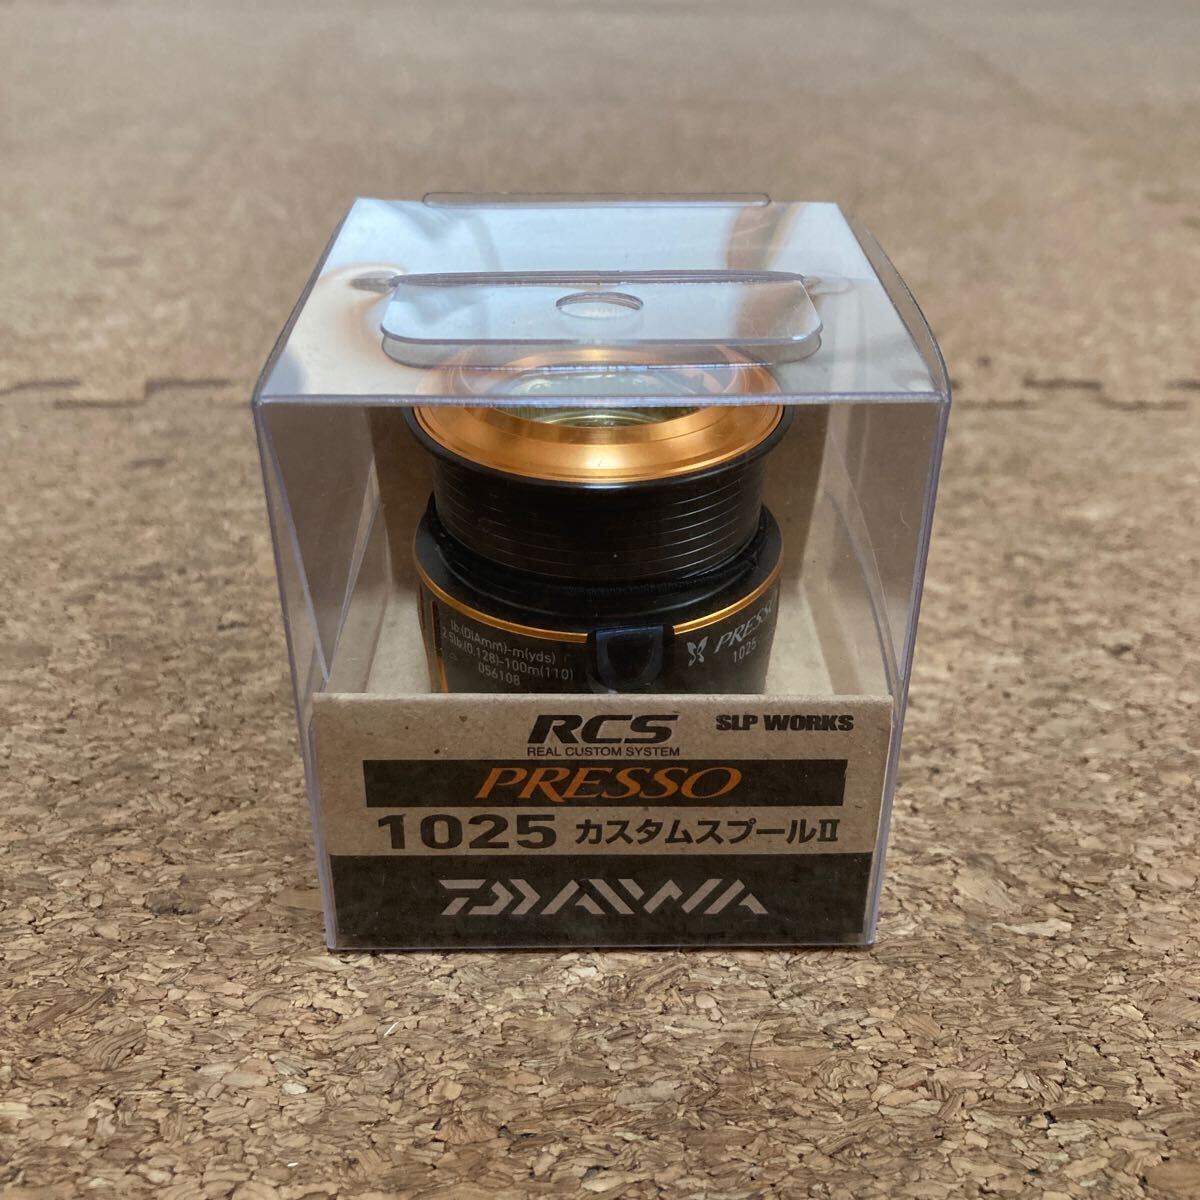 lb.(DIAmm)-m(yds)
2.5lb.(0.128)-100m(110)
056108
PRESSO
1025
RCS
REAL CUSTOM SYSTEM
SLP WORKS
PRESSO
1025 カスタムスプールⅡ
DAIWA